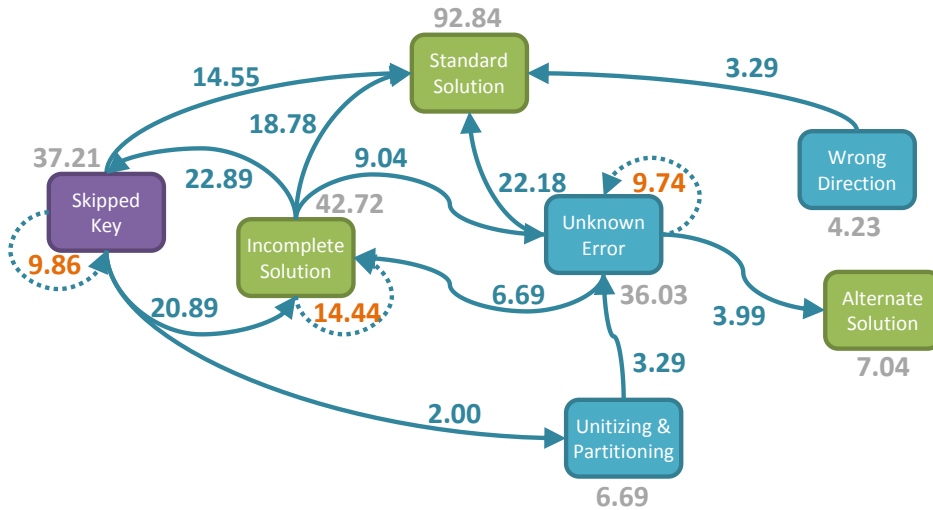 92.84
Standard
Solution
14.55
3.29
18.78
9.04
37.21
22.89
22.18
9.74
Wrong
Direction
Skipped
Key
42.72
Unknown
Error
4.23
Incomplete
Solution
9.86
6.69
36.03
Alternate
Solution
20.89
14.44
3.99
3.29
7.04
2.00
Unitizing &
Partitioning
6.69